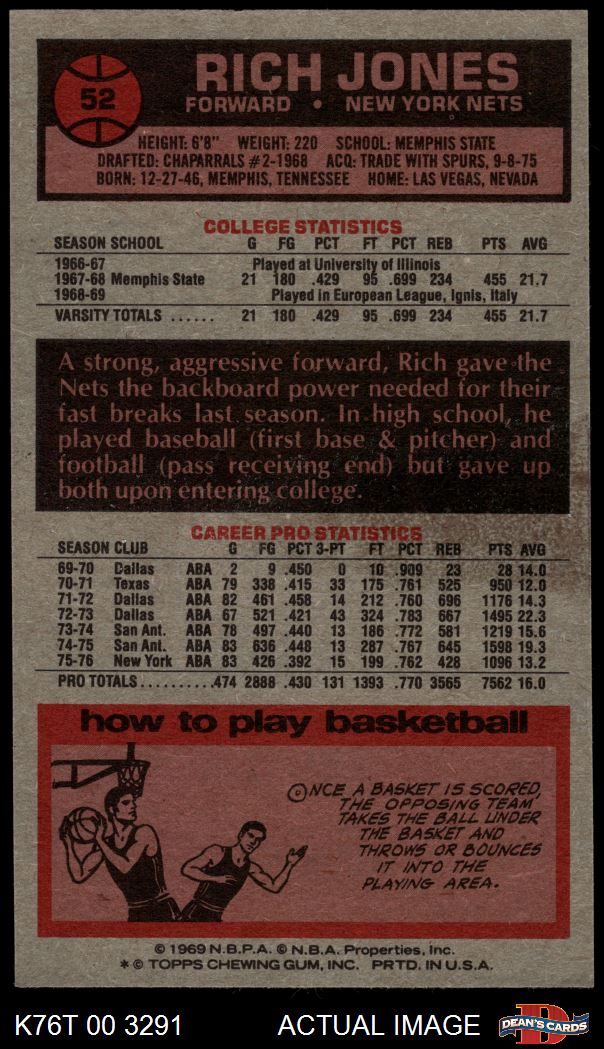 52
RICH JONES
FORWARD • NEW YORK NETS
HEIGHT: 6'8" WEIGHT: 220 SCHOOL: MEMPHIS STATE
DRAFTED: CHAPARRALS #2-1968 ACQ: TRADE WITH SPURS, 9-8-75
BORN: 12-27-46, MEMPHIS, TENNESSEE HOME: LAS VEGAS, NEVADA
COLLEGE STATISTICS
SEASON SCHOOL G FG PCT FT PCT REB PTS AVG
1966-67 Played at University of Illinois
1967-68 Memphis State 21 180 .429 95 .699 234 455 21.7
1968-69 Played in European League, Ignis, Italy
VARSITY TOTALS ...... 21 180 .429 95 .699 234 455 21.7
A strong, aggressive forward, Rich gave the
Nets the backboard power needed for their
fast breaks last season. In high school, he
played baseball (first base & pitcher) and
football (pass receiving end) but gave up
both upon entering college.
CAREER PRO STATISTICS
SEASON CLUB G FG PCT 3-PT FT PCT REB PTS AVG
69-70 Dallas ABA 2 9 .450 0 10 .909 23 28 14.0
70-71 Texas ABA 79 338 .415 33 175 .761 525 950 12.0
71-72 Dallas ABA 82 461 .458 14 212 .760 696 1176 14.3
72-73 Dallas ABA 67 521 .421 43 324 .783 667 1495 22.3
73-74 San Ant. ABA 78 497 .440 13 186 .772 581 1219 15.6
74-75 San Ant. ABA 83 636 .448 13 287 .767 645 1598 19.3
75-76 New York ABA 83 426 .392 15 199 .762 428 1096 13.2
PRO TOTALS..........474 2888 .430 131 1393 .770 3565 7562 16.0
how to play basketball
ONCE A BASKET IS SCORED,
THE OPPOSING TEAM
TAKES THE BALL UNDER
THE BASKET AND
THROWS OR BOUNCES
IT INTO THE
PLAYING AREA.
© 1969 N.B.P.A. © N.B.A. Properties, Inc.
* © TOPPS CHEWING GUM, INC. PRTD. IN U.S.A.
K76T 00 3291 ACTUAL IMAGE DEAN'S CARDS